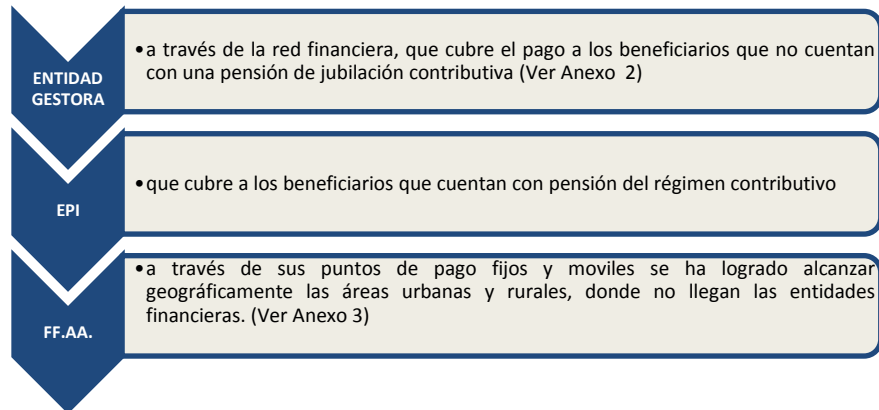 ENTIDAD
GESTORA
•a través de la red financiera, que cubre el pago a los beneficiarios que no cuentan
con una pensión de jubilación contributiva (Ver Anexo 2)
EPI
•que cubre a los beneficiarios que cuentan con pensión del régimen contributivo
FF.AA.
•a través de sus puntos de pago fijos y moviles se ha logrado alcanzar
geográficamente las áreas urbanas y rurales, donde no llegan las entidades
financieras. (Ver Anexo 3)